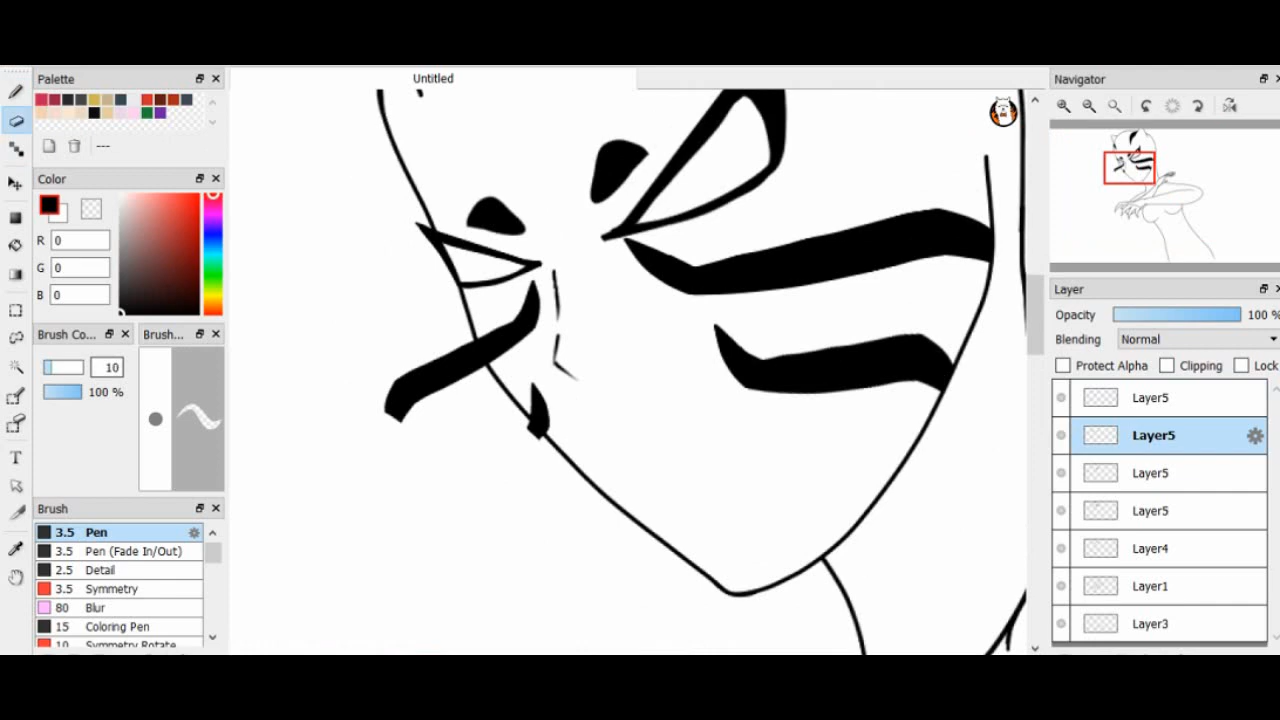 Palette
---
Color
R 0
G 0
B 0
Brush Co...
Brush...
10
100 %
Brush
3.5 Pen
3.5 Pen (Fade In/Out)
2.5 Detail
3.5 Symmetry
80 Blur
15 Coloring Pen
10 Symmetry Rotate
T
Untitled
Navigator
Layer
Opacity 100 %
Blending Normal
Protect Alpha Clipping Lock
Layer5
Layer5
Layer5
Layer5
Layer4
Layer1
Layer3